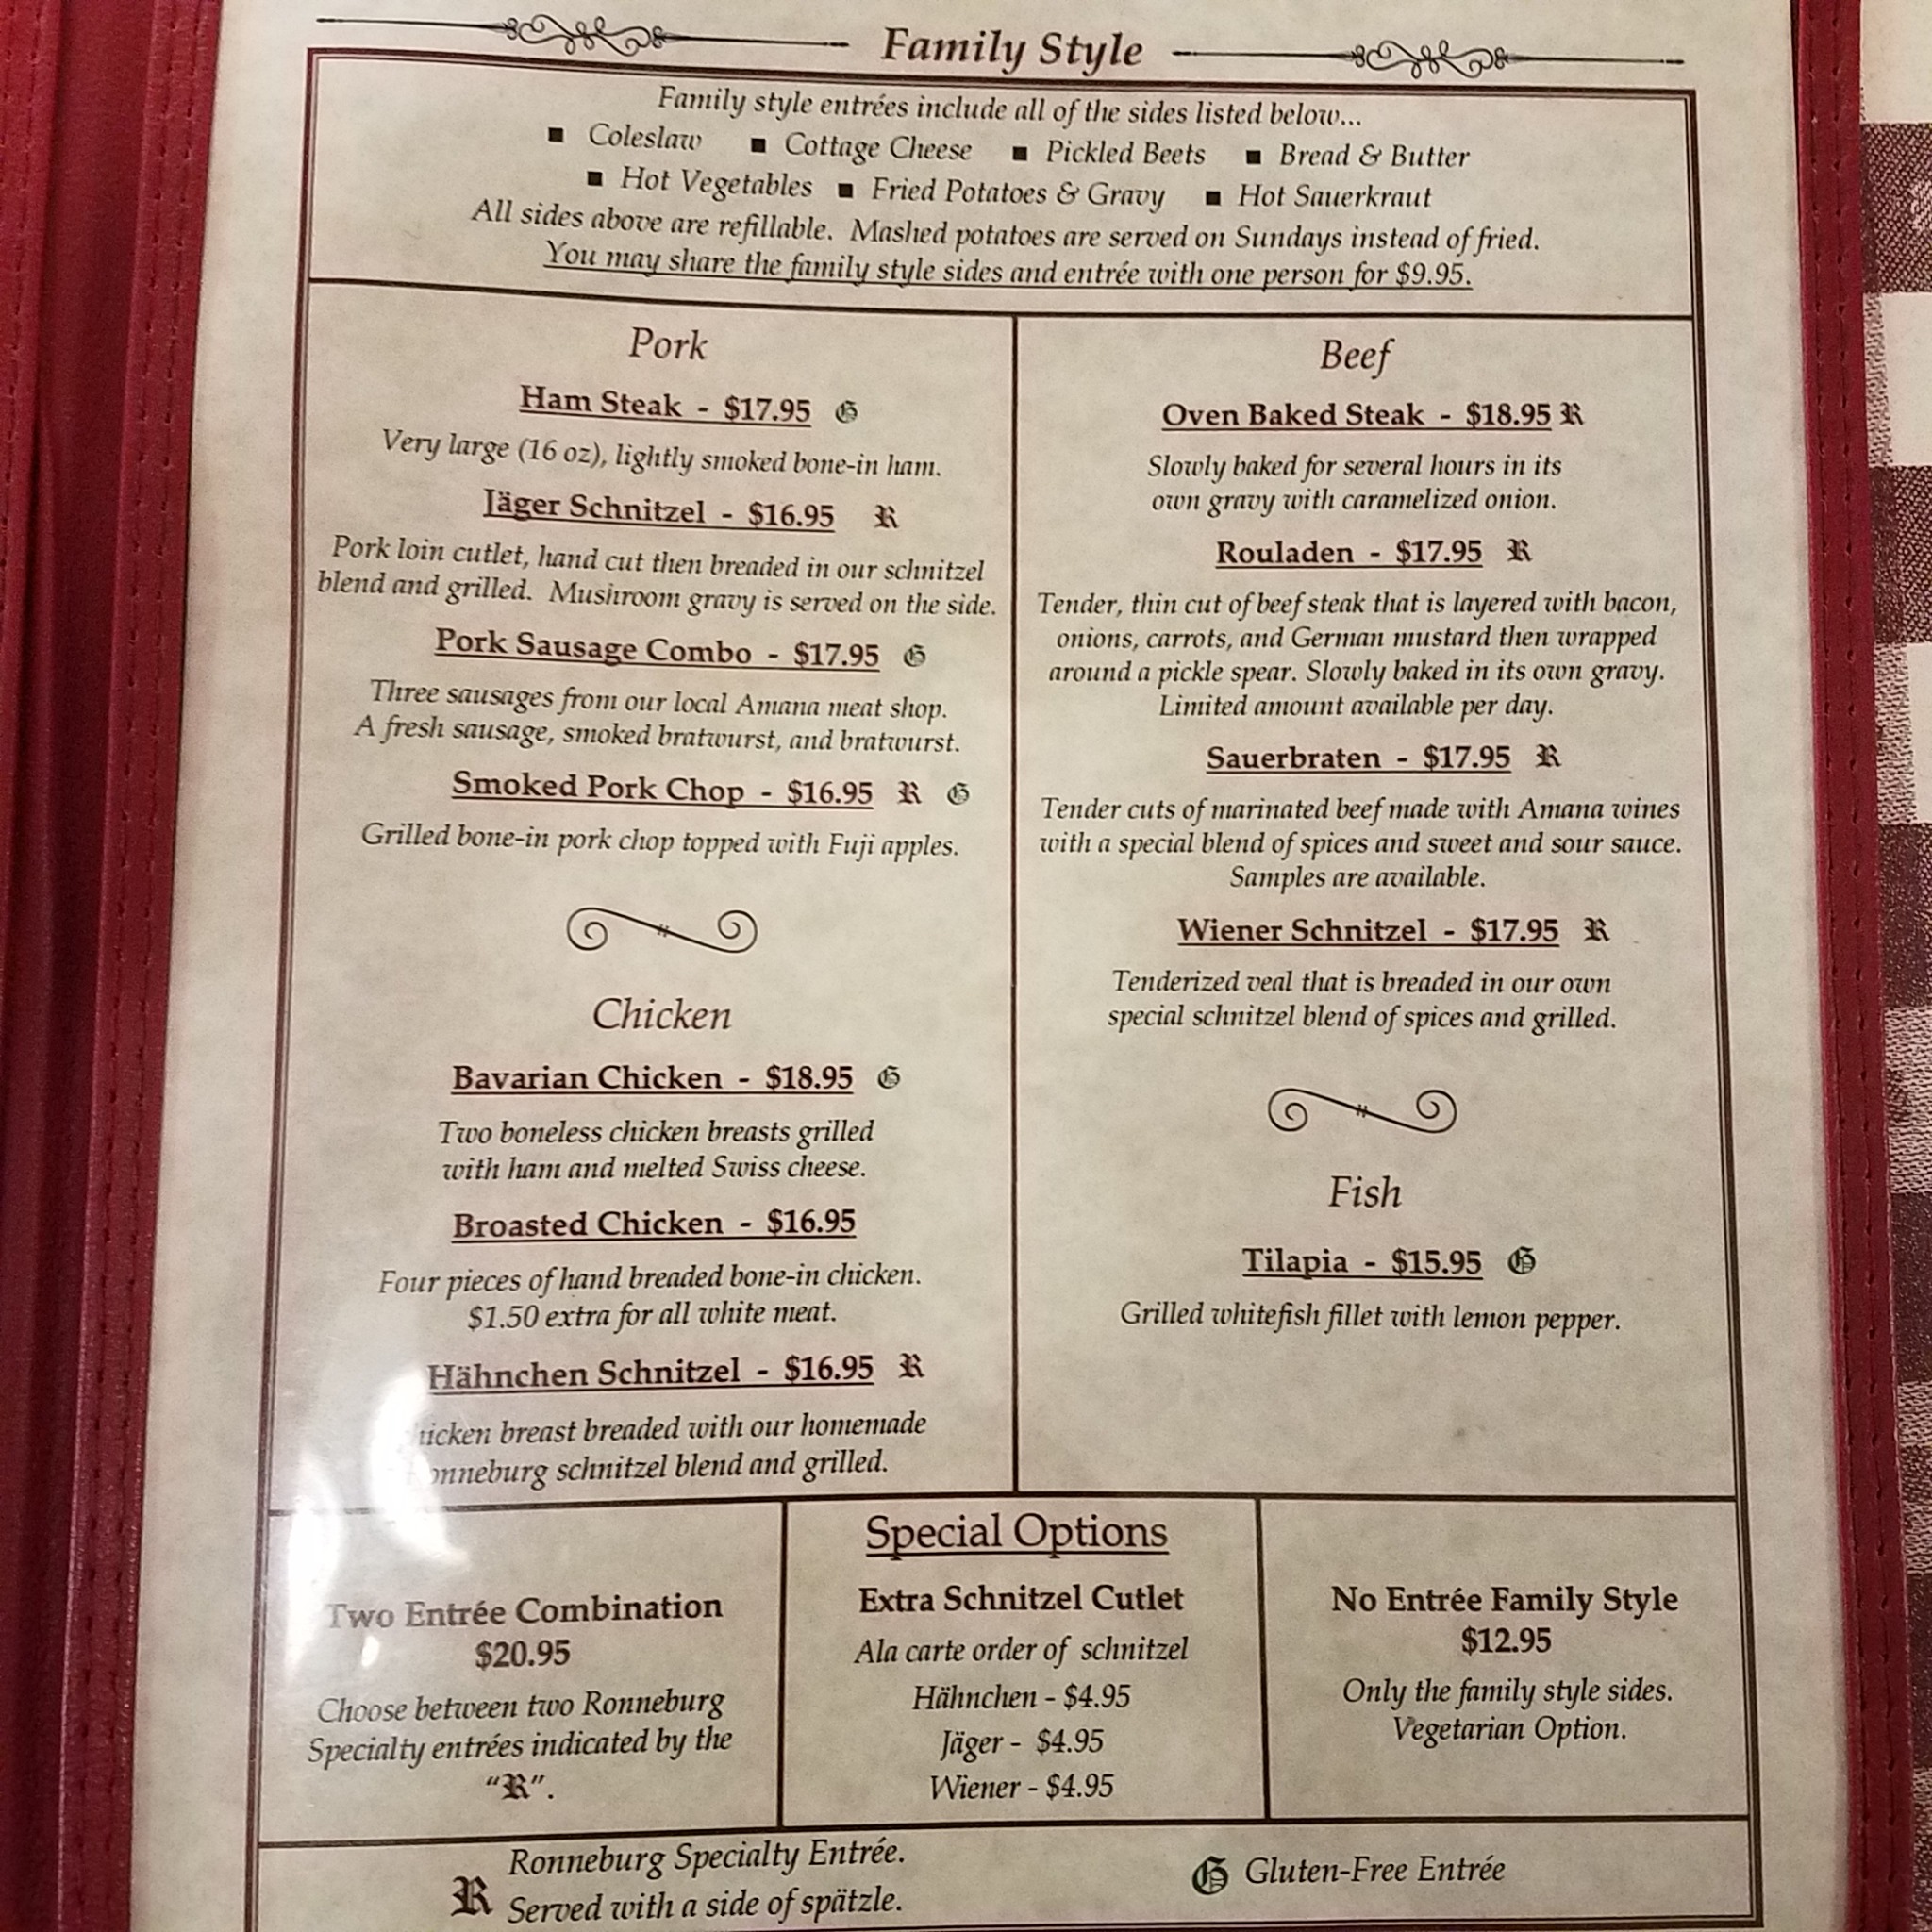 Family Style
Family style entrées include all of the sides listed below...
▪ Coleslaw ▪ Cottage Cheese ▪ Pickled Beets ▪ Bread & Butter
▪ Hot Vegetables ▪ Fried Potatoes & Gravy ▪ Hot Sauerkraut
All sides above are refillable. Mashed potatoes are served on Sundays instead of fried.
You may share the family style sides and entrée with one person for $9.95.
Pork
Ham Steak - $17.95 G
Very large (16 oz), lightly smoked bone-in ham.
Jäger Schnitzel - $16.95 R
Pork loin cutlet, hand cut then breaded in our schnitzel
blend and grilled. Mushroom gravy is served on the side.
Pork Sausage Combo - $17.95 G
Three sausages from our local Amana meat shop.
A fresh sausage, smoked bratwurst, and bratwurst.
Smoked Pork Chop - $16.95 R G
Grilled bone-in pork chop topped with Fuji apples.
Chicken
Bavarian Chicken - $18.95 G
Two boneless chicken breasts grilled
with ham and melted Swiss cheese.
Broasted Chicken - $16.95
Four pieces of hand breaded bone-in chicken.
$1.50 extra for all white meat.
Hähnchen Schnitzel - $16.95 R
Chicken breast breaded with our homemade
Ronneburg schnitzel blend and grilled.
Beef
Oven Baked Steak - $18.95 R
Slowly baked for several hours in its
own gravy with caramelized onion.
Rouladen - $17.95 R
Tender, thin cut of beef steak that is layered with bacon,
onions, carrots, and German mustard then wrapped
around a pickle spear. Slowly baked in its own gravy.
Limited amount available per day.
Sauerbraten - $17.95 R
Tender cuts of marinated beef made with Amana wines
with a special blend of spices and sweet and sour sauce.
Samples are available.
Wiener Schnitzel - $17.95 R
Tenderized veal that is breaded in our own
special schnitzel blend of spices and grilled.
Fish
Tilapia - $15.95 G
Grilled whitefish fillet with lemon pepper.
Special Options
Two Entrée Combination
$20.95
Choose between two Ronneburg
Specialty entrées indicated by the
"R".
Extra Schnitzel Cutlet
Ala carte order of schnitzel
Hähnchen - $4.95
Jäger - $4.95
Wiener - $4.95
No Entrée Family Style
$12.95
Only the family style sides.
Vegetarian Option.
R Ronneburg Specialty Entrée.
Served with a side of spätzle.
G Gluten-Free Entrée